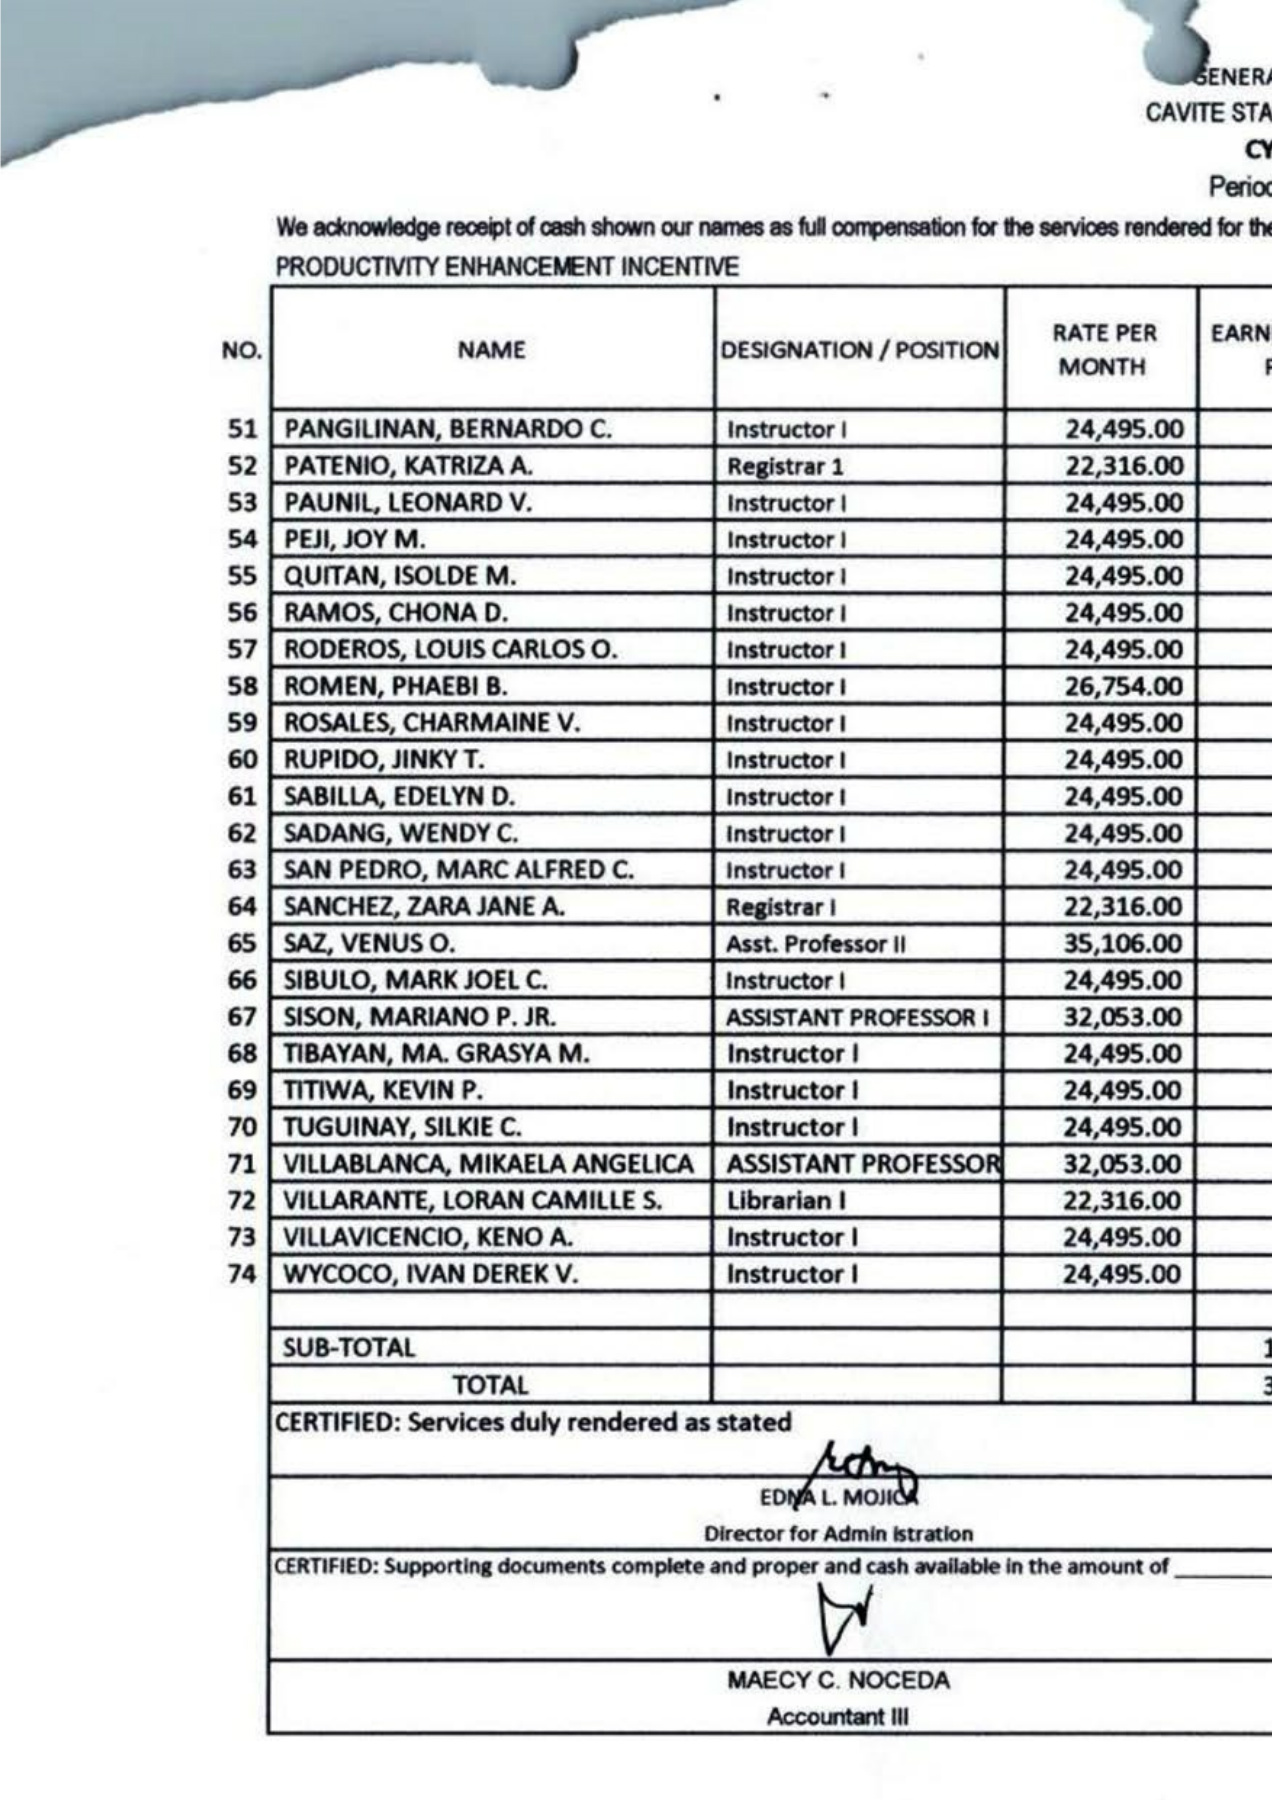 GENERA
CAVITE STA
CY
Period
We acknowledge receipt of cash shown our names as full compensation for the services rendered for the
PRODUCTIVITY ENHANCEMENT INCENTIVE
NO. NAME DESIGNATION / POSITION RATE PER MONTH EARN
51 PANGILINAN, BERNARDO C. Instructor I 24,495.00
52 PATENIO, KATRIZA A. Registrar 1 22,316.00
53 PAUNIL, LEONARD V. Instructor I 24,495.00
54 PEJI, JOY M. Instructor I 24,495.00
55 QUITAN, ISOLDE M. Instructor I 24,495.00
56 RAMOS, CHONA D. Instructor I 24,495.00
57 RODEROS, LOUIS CARLOS O. Instructor I 24,495.00
58 ROMEN, PHAEBI B. Instructor I 26,754.00
59 ROSALES, CHARMAINE V. Instructor I 24,495.00
60 RUPIDO, JINKY T. Instructor I 24,495.00
61 SABILLA, EDELYN D. Instructor I 24,495.00
62 SADANG, WENDY C. Instructor I 24,495.00
63 SAN PEDRO, MARC ALFRED C. Instructor I 24,495.00
64 SANCHEZ, ZARA JANE A. Registrar I 22,316.00
65 SAZ, VENUS O. Asst. Professor II 35,106.00
66 SIBULO, MARK JOEL C. Instructor I 24,495.00
67 SISON, MARIANO P. JR. ASSISTANT PROFESSOR I 32,053.00
68 TIBAYAN, MA. GRASYA M. Instructor I 24,495.00
69 TITIWA, KEVIN P. Instructor I 24,495.00
70 TUGUINAY, SILKIE C. Instructor I 24,495.00
71 VILLABLANCA, MIKAELA ANGELICA ASSISTANT PROFESSOR 32,053.00
72 VILLARANTE, LORAN CAMILLE S. Librarian I 22,316.00
73 VILLAVICENCIO, KENO A. Instructor I 24,495.00
74 WYCOCO, IVAN DEREK V. Instructor I 24,495.00
SUB-TOTAL 1
TOTAL 3
CERTIFIED: Services duly rendered as stated
EDNA L. MOJICA
Director for Admin istration
CERTIFIED: Supporting documents complete and proper and cash available in the amount of
MAECY C. NOCEDA
Accountant III